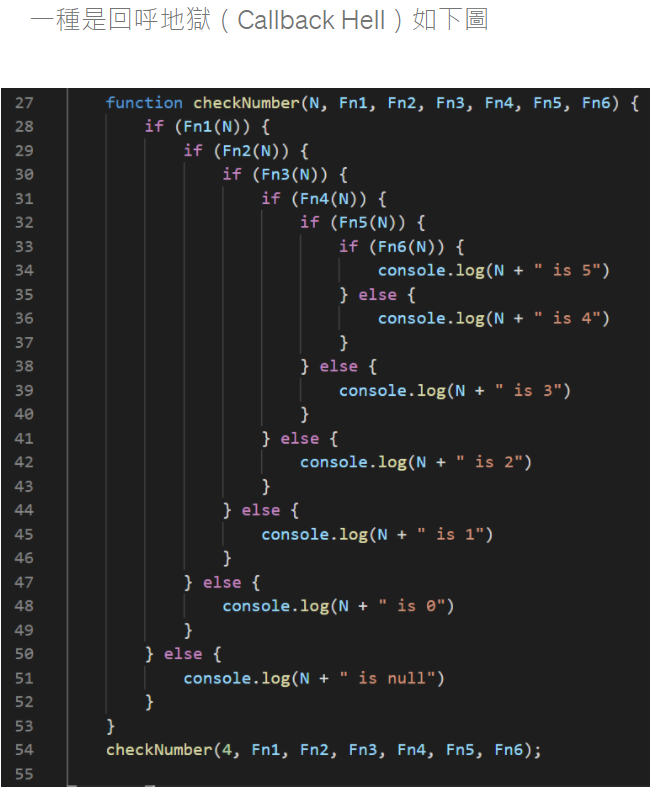 一種是回呼地獄（Callback Hell）如下圖
27 function checkNumber(N, Fn1, Fn2, Fn3, Fn4, Fn5, Fn6) {
28 if (Fn1(N)) {
29 if (Fn2(N)) {
30 if (Fn3(N)) {
31 if (Fn4(N)) {
32 if (Fn5(N)) {
33 if (Fn6(N)) {
34 console.log(N + " is 5")
35 } else {
36 console.log(N + " is 4")
37 }
38 } else {
39 console.log(N + " is 3")
40 }
41 } else {
42 console.log(N + " is 2")
43 }
44 } else {
45 console.log(N + " is 1")
46 }
47 } else {
48 console.log(N + " is 0")
49 }
50 } else {
51 console.log(N + " is null")
52 }
53 }
54 checkNumber(4, Fn1, Fn2, Fn3, Fn4, Fn5, Fn6);
55